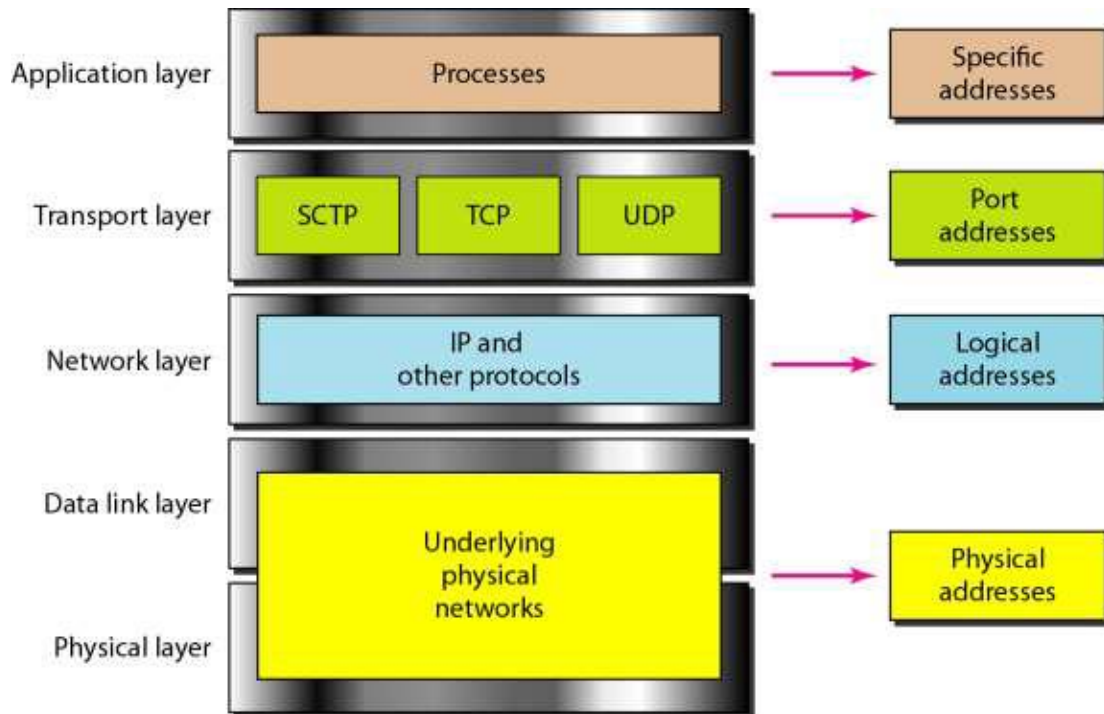 Application layer
Processes
Specific
addresses
Transport layer
SCTP
TCP
UDP
Port
addresses
Network layer
IP and
other protocols
Logical
addresses
Data link layer
Underlying
physical
networks
Physical
addresses
Physical layer